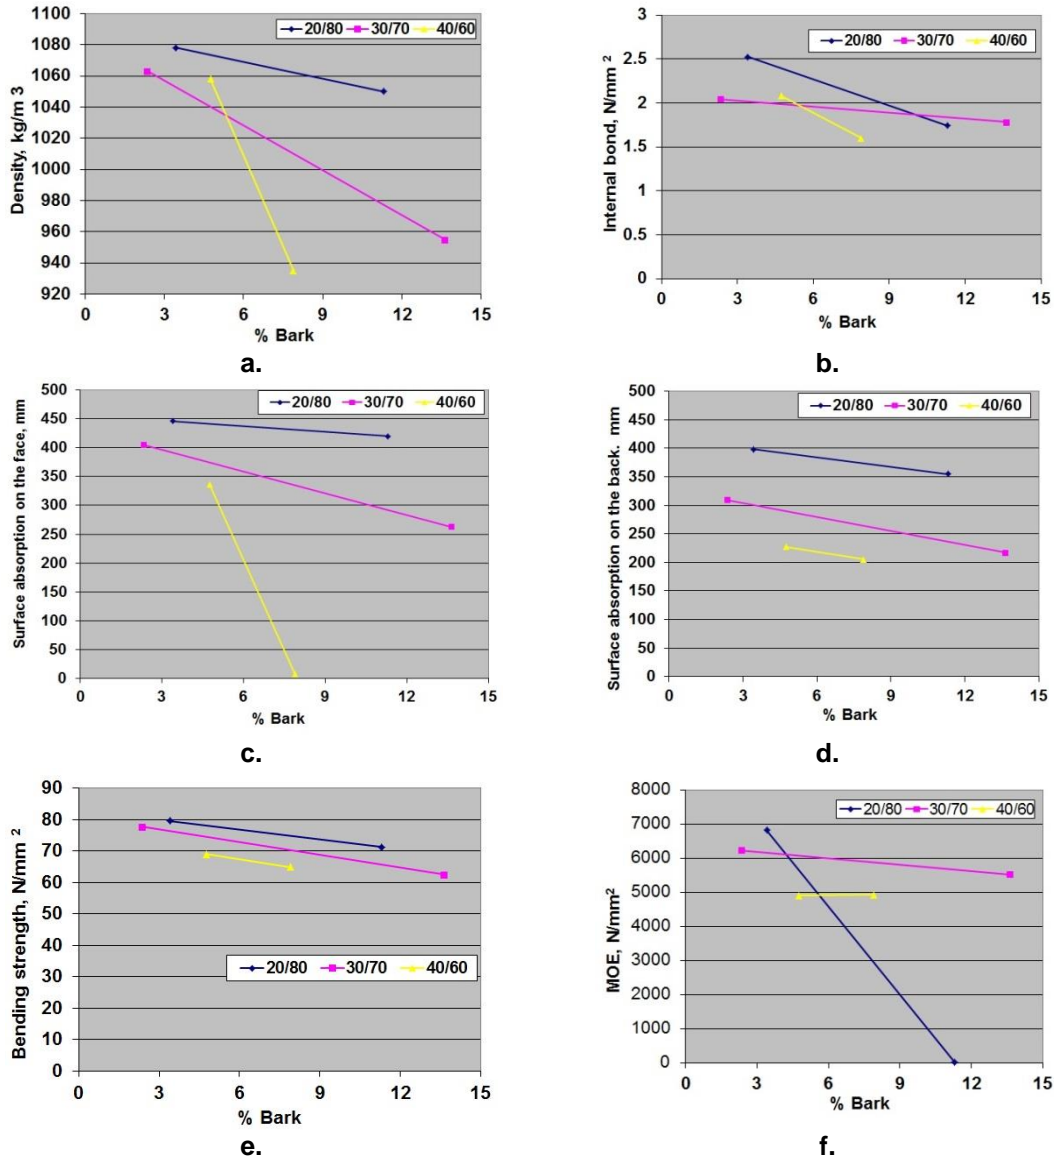 1100
1080
1060
1040
1020
1000
980
960
940
920
Density, kg/m 3
20/80 30/70 40/60
0 3 6 9 12 15
% Bark
a.
3
2.5
2
1.5
1
0.5
0
Internal bond, N/mm 2
20/80 30/70 40/60
0 3 6 9 12 15
% Bark
b.
500
450
400
350
300
250
200
150
100
50
0
Surface absorption on the face, mm
20/80 30/70 40/60
0 3 6 9 12 15
% Bark
c.
500
450
400
350
300
250
200
150
100
50
0
Surface absorption on the back. mm
20/80 30/70 40/60
0 3 6 9 12 15
% Bark
d.
90
80
70
60
50
40
30
20
10
0
Bending strength, N/mm 2
20/80 30/70 40/60
0 3 6 9 12 15
% Bark
e.
8000
7000
6000
5000
4000
3000
2000
1000
0
MOE, N/mm²
20/80 30/70 40/60
0 3 6 9 12 15
% Bark
f.